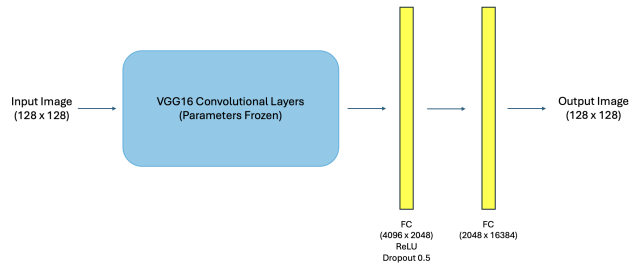 Input Image
(128 x 128)
VGG16 Convolutional Layers
(Parameters Frozen)
Output Image
(128 x 128)
FC
(4096 x 2048)
ReLU
Dropout 0.5
FC
(2048 x 16384)